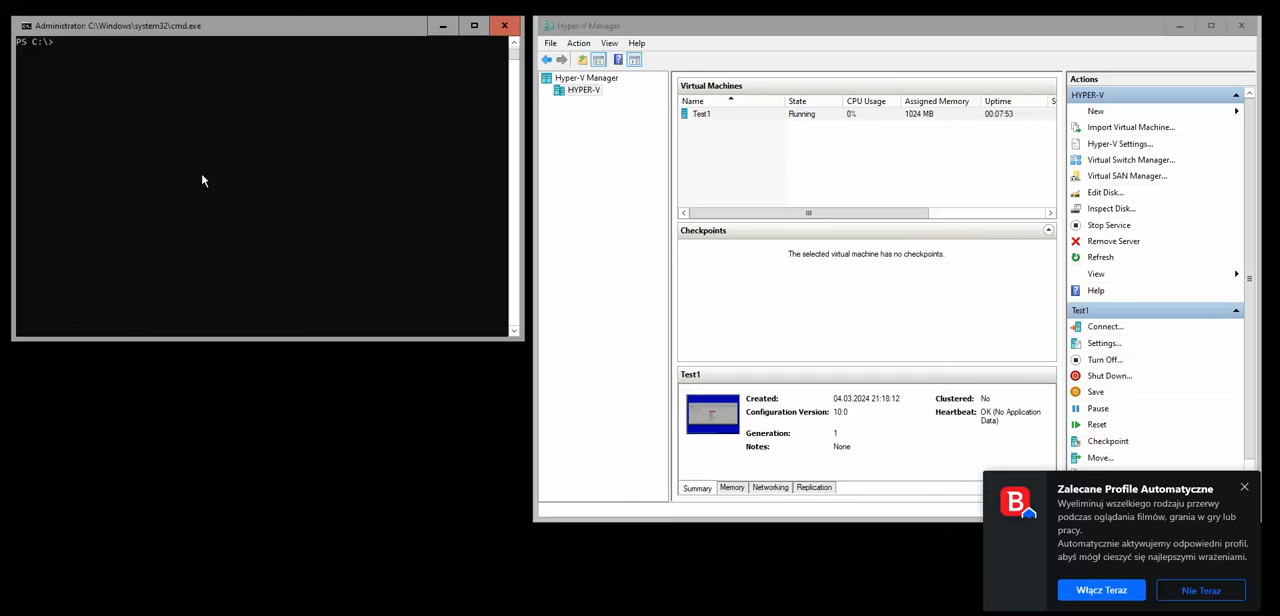 Administrator: C:\Windows\system32\cmd.exe
PS C:\>
Hyper-V Manager
File Action View Help
Hyper-V Manager
HYPER-V
Virtual Machines
Name State CPU Usage Assigned Memory Uptime S
Test1 Running 0% 1024 MB 00:07:53
Checkpoints
The selected virtual machine has no checkpoints.
Test1
Created: 04.03.2024 21:18:12 Clustered: No
Configuration Version: 10.0 Heartbeat: OK (No Application
Data)
Generation: 1
Notes: None
Summary Memory Networking Replication
Actions
HYPER-V
New
Import Virtual Machine...
Hyper-V Settings...
Virtual Switch Manager...
Virtual SAN Manager...
Edit Disk...
Inspect Disk...
Stop Service
Remove Server
Refresh
View
Help
Test1
Connect...
Settings...
Turn Off...
Shut Down...
Save
Pause
Reset
Checkpoint
Move...
B
Zalecane Profile Automatyczne
Wyeliminuj wszelkiego rodzaju przerwy
podczas oglądania filmów, grania w gry lub
pracy.
Automatycznie aktywujemy odpowiedni profil,
abyś mógł cieszyć się najlepszymi wrażeniami.
Włącz Teraz Nie Teraz